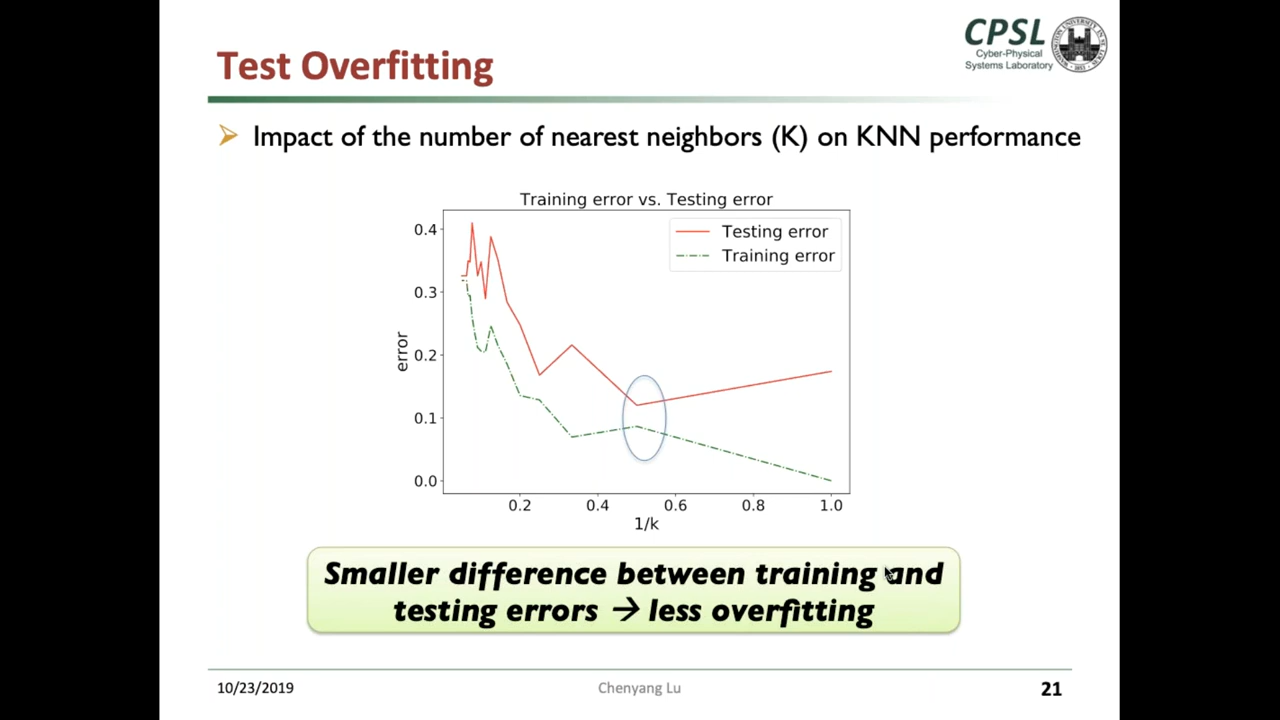 CPSL
Cyber-Physical
Systems Laboratory
Test Overfitting
Impact of the number of nearest neighbors (K) on KNN performance
Training error vs. Testing error
Testing error
Training error
0.4
0.3
0.2
0.1
0.0
error
0.2 0.4 0.6 0.8 1.0
1/k
Smaller difference between training and
testing errors → less overfitting
10/23/2019 Chenyang Lu 21